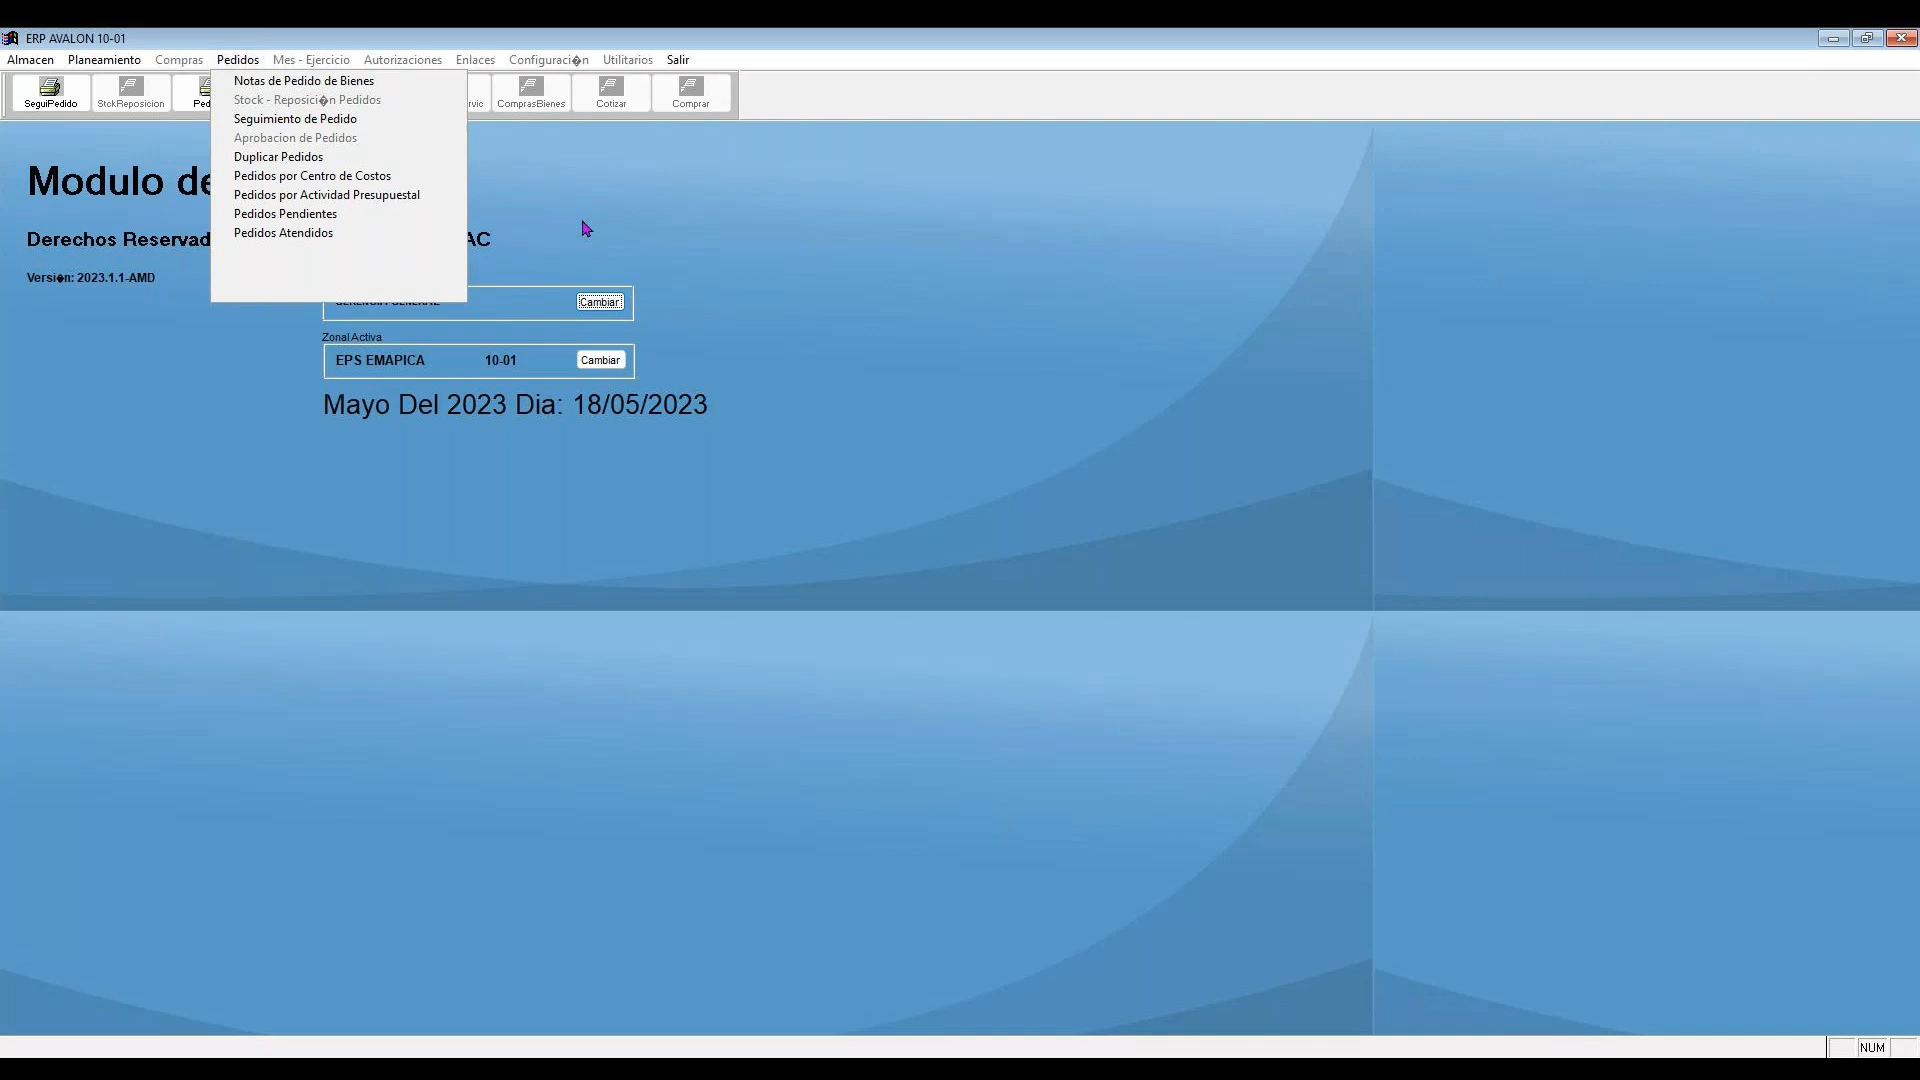 ERP AVALON 10-01
Almacen Planeamiento Compras Pedidos Mes - Ejercicio Autorizaciones Enlaces Configuraci�n Utilitarios Salir
SeguiPedido StckReposicion Ped rvic ComprasBienes Cotizar Comprar
Notas de Pedido de Bienes
Stock - Reposici�n Pedidos
Seguimiento de Pedido
Aprobacion de Pedidos
Duplicar Pedidos
Pedidos por Centro de Costos
Pedidos por Actividad Presupuestal
Pedidos Pendientes
Pedidos Atendidos
Modulo de
Derechos Reservad AC
Versi�n: 2023.1.1-AMD
GERENCIA GENERAL Cambiar
Zonal Activa
EPS EMAPICA 10-01 Cambiar
Mayo Del 2023 Dia: 18/05/2023
NUM